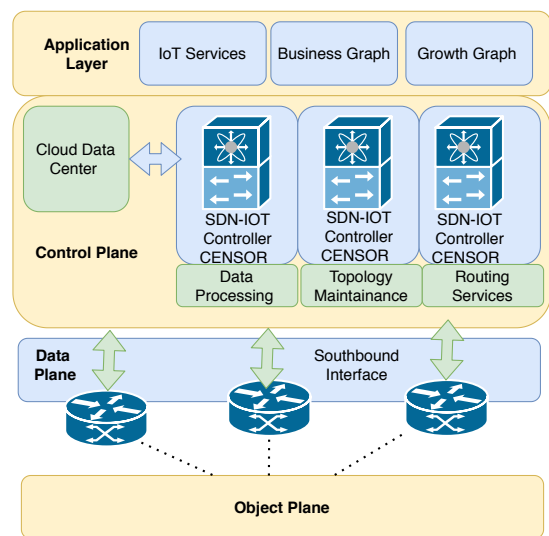 Application
Layer
IoT Services
Business Graph
Growth Graph
Cloud Data
Center
Control Plane
SDN-IOT
Controller
CENSOR
SDN-IOT
Controller
CENSOR
SDN-IOT
Controller
CENSOR
Data
Processing
Topology
Maintainance
Routing
Services
Data
Plane
Southbound
Interface
Object Plane